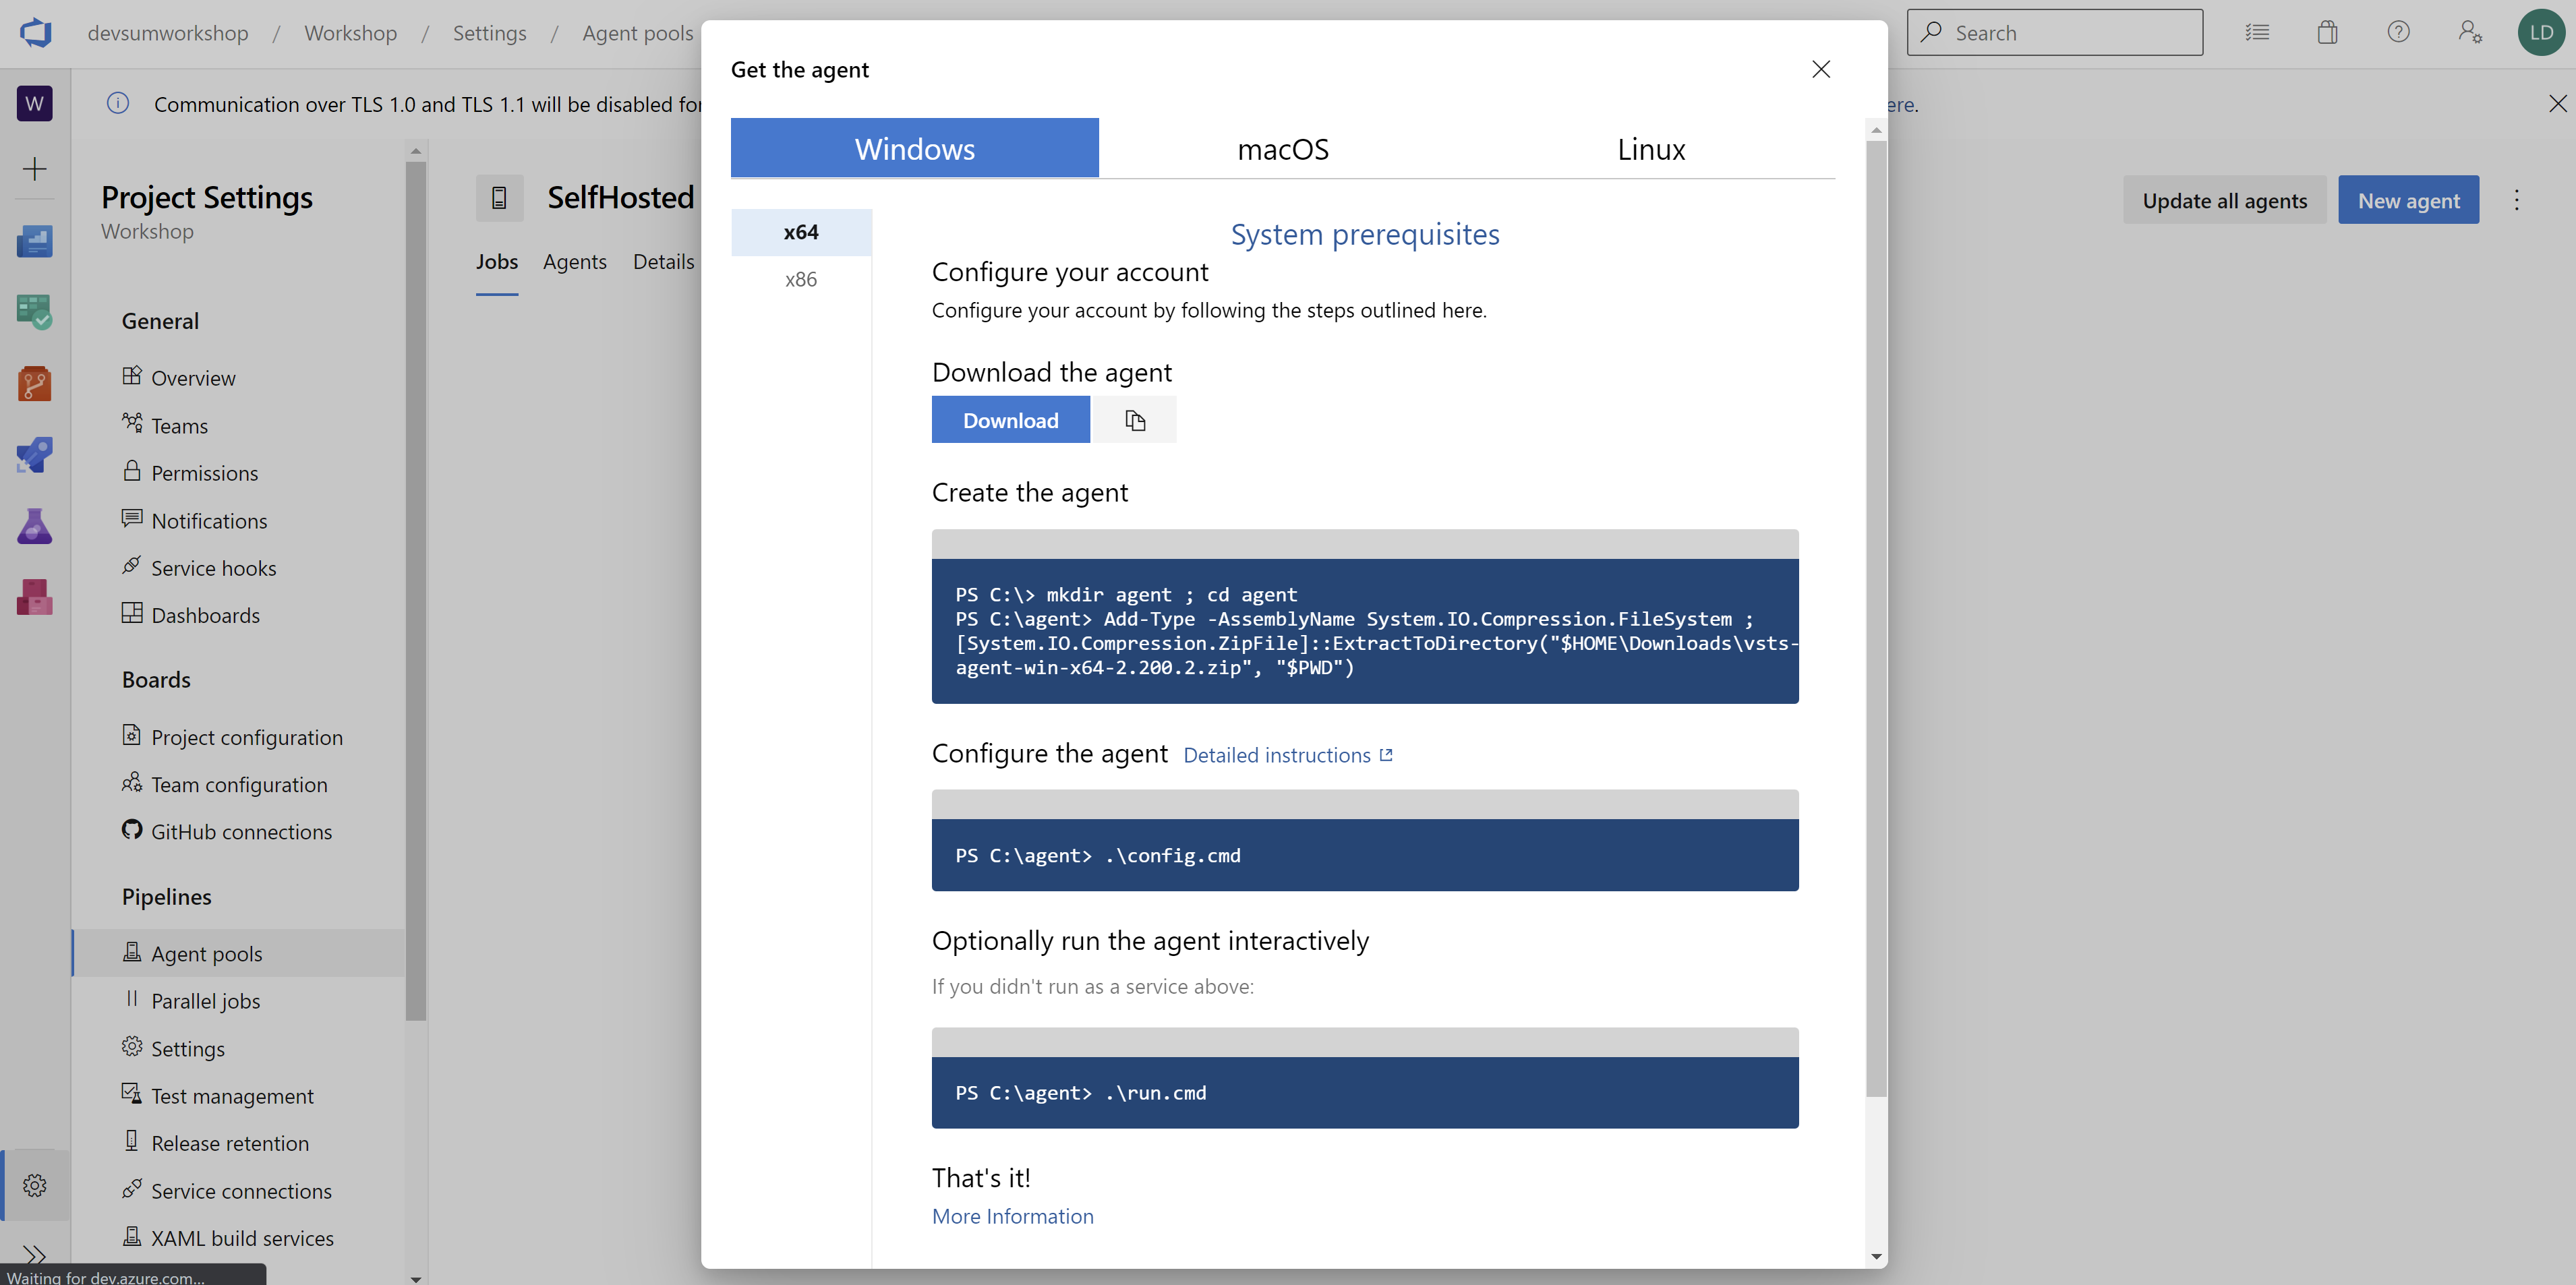 devsumworkshop / Workshop / Settings / Agent pools
Search
LD
W
Communication over TLS 1.0 and TLS 1.1 will be disabled for
ere.
Project Settings
Workshop
General
Overview
Teams
Permissions
Notifications
Service hooks
Dashboards
Boards
Project configuration
Team configuration
GitHub connections
Pipelines
Agent pools
Parallel jobs
Settings
Test management
Release retention
Service connections
XAML build services
Waiting for dev.azure.com...
SelfHosted
Jobs Agents Details
Update all agents
New agent
Get the agent
Windows macOS Linux
x64
x86
System prerequisites
Configure your account
Configure your account by following the steps outlined here.
Download the agent
Download
Create the agent
PS C:\> mkdir agent ; cd agent
PS C:\agent> Add-Type -AssemblyName System.IO.Compression.FileSystem ;
[System.IO.Compression.ZipFile]::ExtractToDirectory("$HOME\Downloads\vsts-
agent-win-x64-2.200.2.zip", "$PWD")
Configure the agent Detailed instructions
PS C:\agent> .\config.cmd
Optionally run the agent interactively
If you didn't run as a service above:
PS C:\agent> .\run.cmd
That's it!
More Information